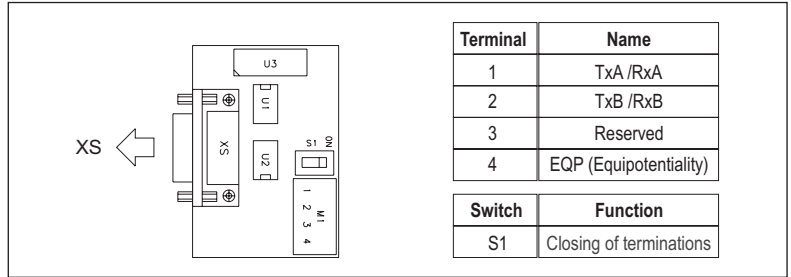 XS
U3
U1
XS
U2
S1
ON
1
2
3
4
M1
Terminal Name
1 TxA /RxA
2 TxB /RxB
3 Reserved
4 EQP (Equipotentiality)
Switch Function
S1 Closing of terminations